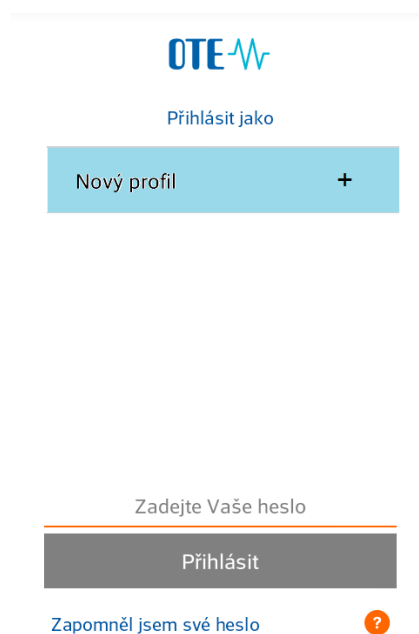 OTE
Přihlásit jako
Nový profil +
Zadejte Vaše heslo
Přihlásit
Zapomněl jsem své heslo ?